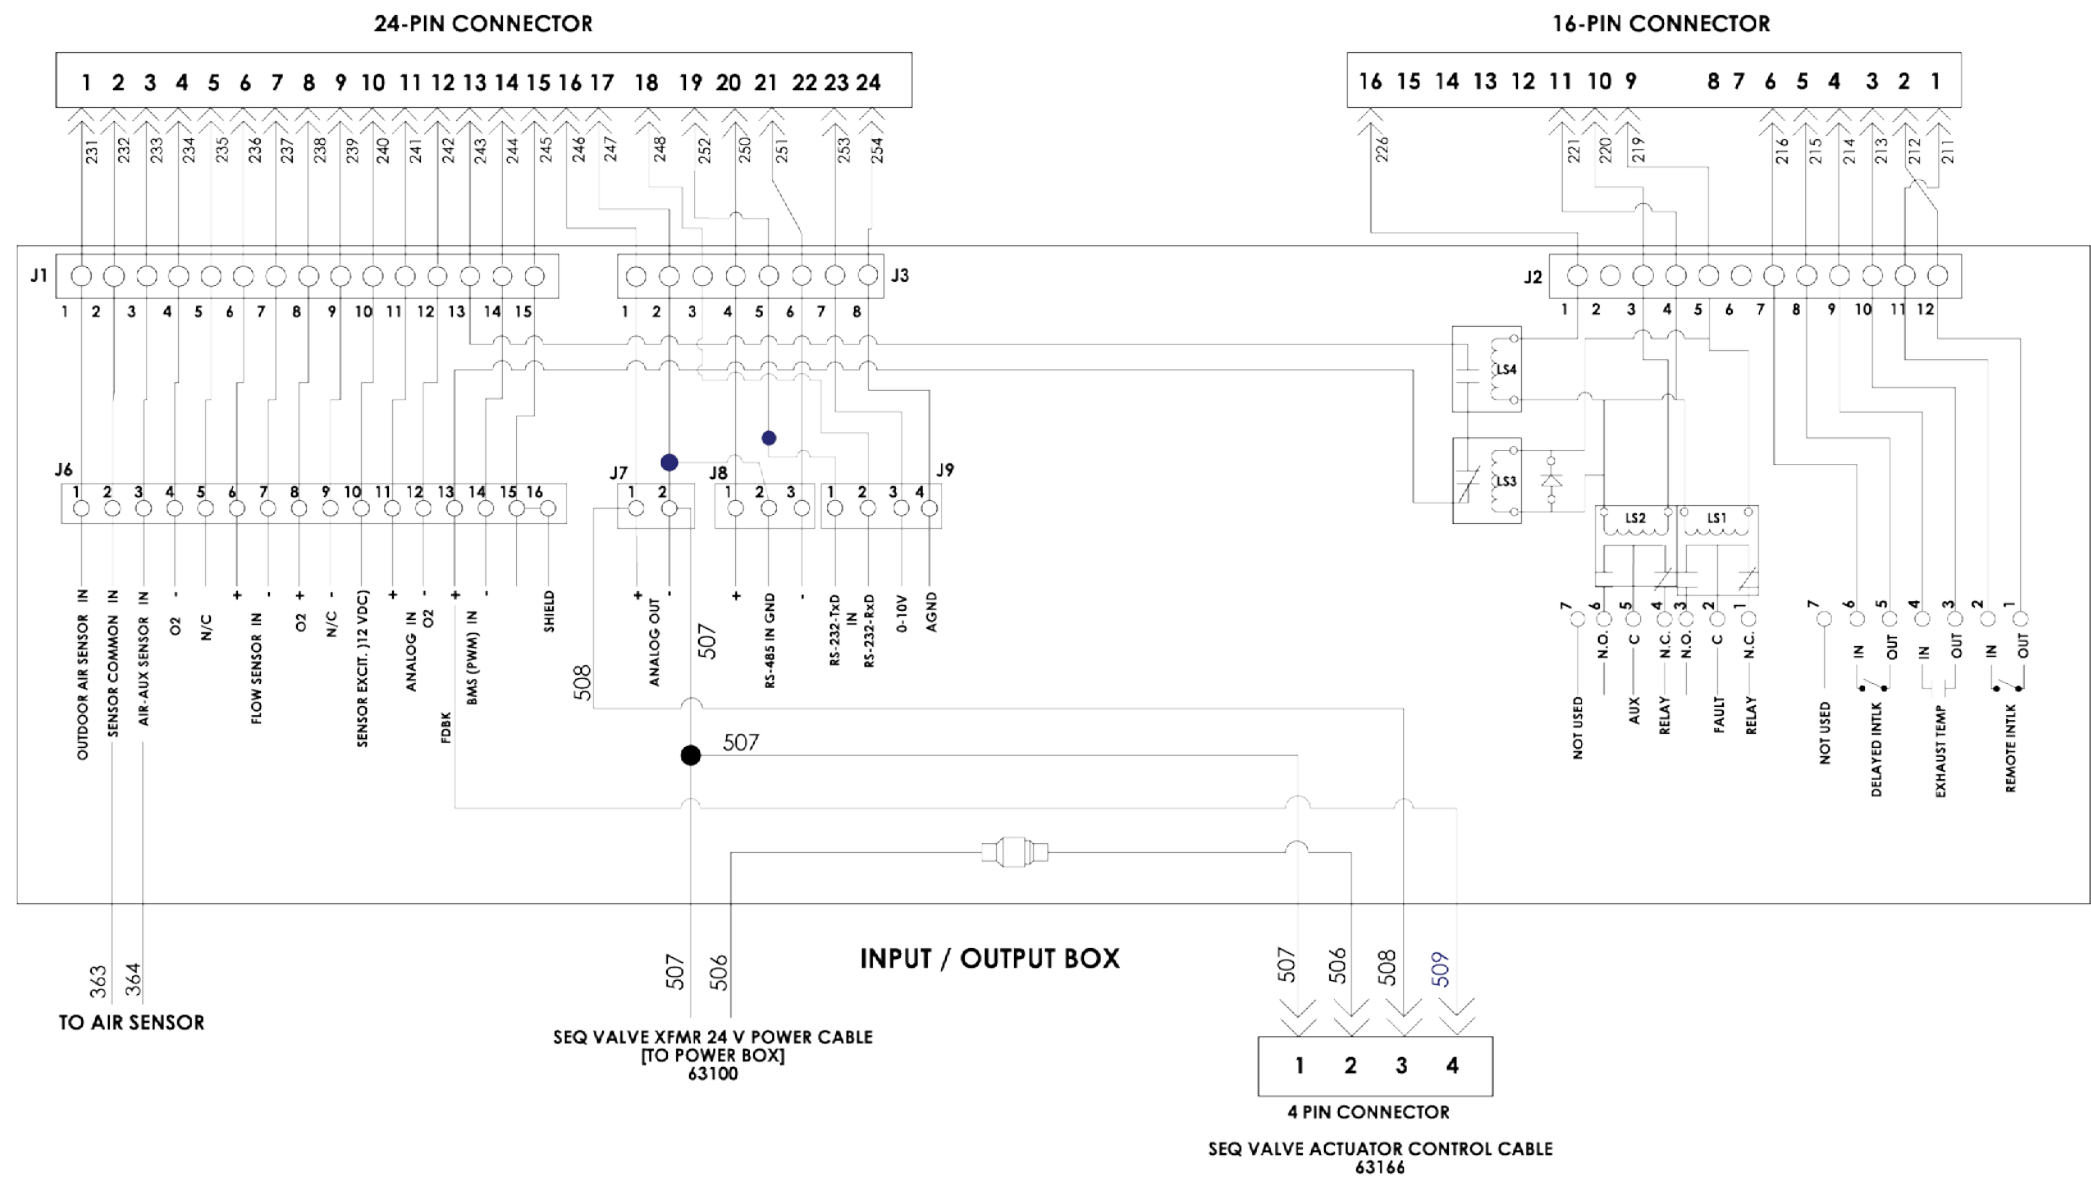 24-PIN CONNECTOR
16-PIN CONNECTOR
1 2 3 4 5 6 7 8 9 10 11 12 13 14 15 16 17 18 19 20 21 22 23 24
16 15 14 13 12 11 10 9 8 7 6 5 4 3 2 1
231 232 233 234 235 236 237 238 239 240 241 242 243 244 245 246 247 248 252 250 251 253 254
226 221 220 219 216 215 214 213 212 211
J1
J3
J2
1 2 3 4 5 6 7 8 9 10 11 12 13 14 15
1 2 3 4 5 6 7 8
1 2 3 4 5 6 7 8 9 10 11 12
LS4
LS3
LS2
LS1
J6
J7
J8
J9
1 2 3 4 5 6 7 8 9 10 11 12 13 14 15 16
1 2
1 2 3
1 2 3 4
OUTDOOR AIR SENSOR IN
SENSOR COMMON IN
AIR-AUX SENSOR IN
-
O2
N/C
+
-
FLOW SENSOR IN
+
O2
-
N/C
SENSOR EXCIT. )12 VDC)
+
-
ANALOG IN
O2
+
-
FDBK
BMS (PWM) IN
SHIELD
+
-
ANALOG OUT
508
507
+
RS-485 IN GND
-
RS-232-TxD
IN
RS-232-RxD
0-10V
AGND
7 6 5 4 3 2 1
NOT USED
N.O.
C
N.C.
AUX
RELAY
N.O.
C
N.C.
FAULT
RELAY
7 6 5 4 3 2 1
NOT USED
IN
OUT
DELAYED INTLK
IN
OUT
EXHAUST TEMP
IN
OUT
REMOTE INTLK
507
363
364
TO AIR SENSOR
507
506
SEQ VALVE XFMR 24 V POWER CABLE
[TO POWER BOX]
63100
INPUT / OUTPUT BOX
507
506
508
509
1 2 3 4
4 PIN CONNECTOR
SEQ VALVE ACTUATOR CONTROL CABLE
63166